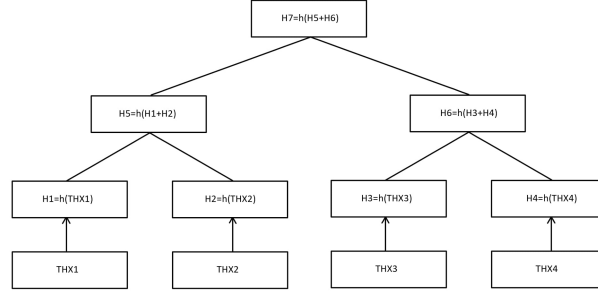 H7=h(H5+H6)
H5=h(H1+H2)
H6=h(H3+H4)
H1=h(THX1)
H2=h(THX2)
H3=h(THX3)
H4=h(THX4)
THX1
THX2
THX3
THX4